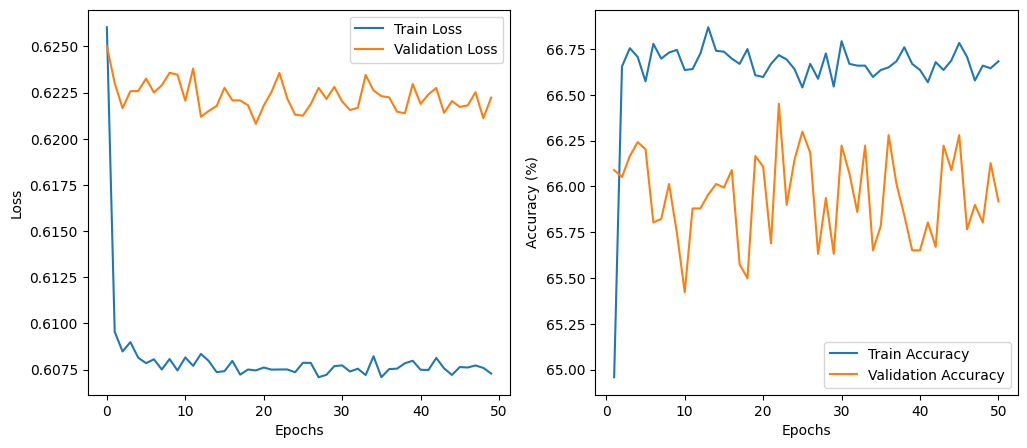 0.6250
0.6225
0.6200
0.6175
0.6150
0.6125
0.6100
0.6075
Loss
0 10 20 30 40 50
Epochs
Train Loss
Validation Loss
66.75
66.50
66.25
66.00
65.75
65.50
65.25
65.00
Accuracy (%)
0 10 20 30 40 50
Epochs
Train Accuracy
Validation Accuracy